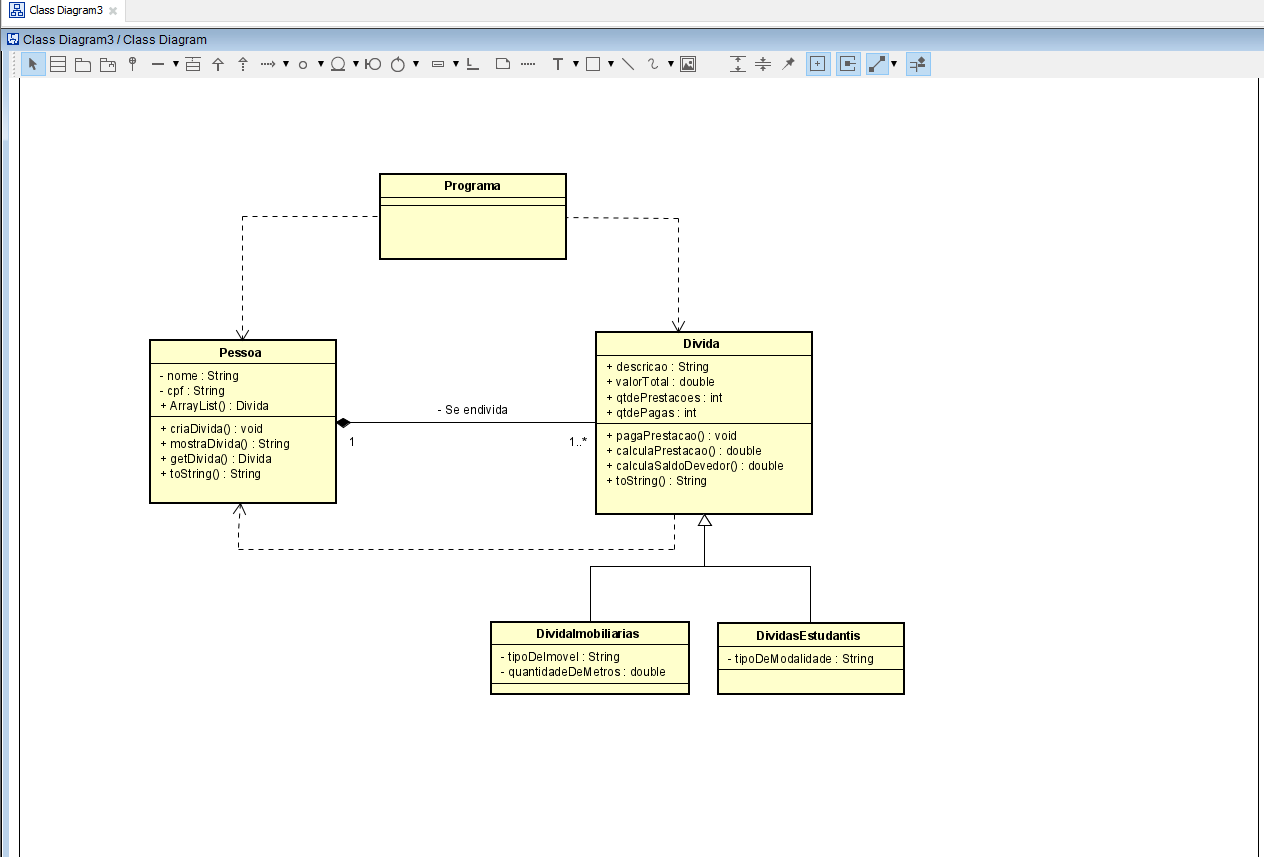 Class Diagram3
Class Diagram3 / Class Diagram
T
Programa
Pessoa
- nome : String
- cpf : String
+ ArrayList() : Divida
+ criaDivida() : void
+ mostraDivida() : String
+ getDivida() : Divida
+ toString() : String
- Se endivida
1
1..*
Divida
+ descricao : String
+ valorTotal : double
+ qtdePrestacoes : int
+ qtdePagas : int
+ pagaPrestacao() : void
+ calculaPrestacao() : double
+ calculaSaldoDevedor() : double
+ toString() : String
DividaImobiliarias
- tipoDeImovel : String
- quantidadeDeMetros : double
DividasEstudantis
- tipoDeModalidade : String